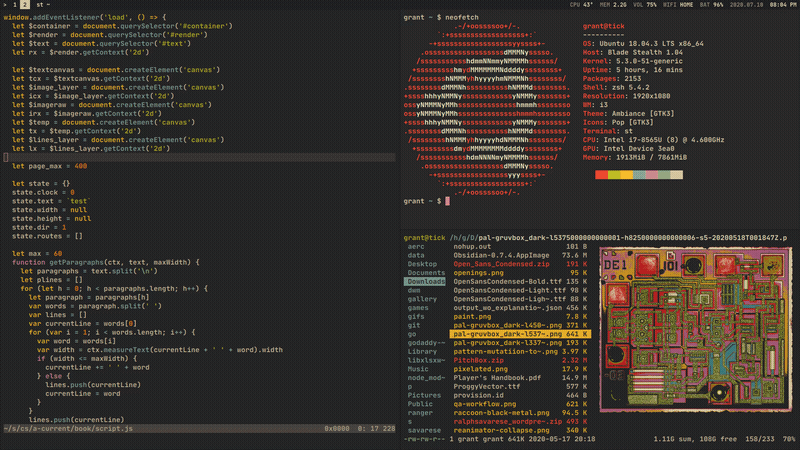 > 1 2 st ~ CPU 43° MEM 2.2G VOL 75% WIFI HOME BAT 96% 2020.07.18 08:04 PM
window.addEventListener('load', () => {
let $container = document.querySelector('#container')
let $render = document.querySelector('#render')
let $text = document.querySelector('#text')
let rx = $render.getContext('2d')
let $textcanvas = document.createElement('canvas')
let tcx = $textcanvas.getContext('2d')
let $image_layer = document.createElement('canvas')
let icx = $image_layer.getContext('2d')
let $imageraw = document.createElement('canvas')
let irx = $imageraw.getContext('2d')
let $temp = document.createElement('canvas')
let tx = $temp.getContext('2d')
let $lines_layer = document.createElement('canvas')
let lx = $lines_layer.getContext('2d')
let page_max = 400
let state = {}
state.clock = 0
state.text = `test`
state.width = null
state.height = null
state.dir = 1
state.routes = []
let max = 60
function getParagraphs(ctx, text, maxWidth) {
let paragraphs = text.split('\n')
let plines = []
for (let h = 0; h < paragraphs.length; h++) {
let paragraph = paragraphs[h]
var words = paragraph.split(' ')
var lines = []
var currentLine = words[0]
for (var i = 1; i < words.length; i++) {
var word = words[i]
var width = ctx.measureText(currentLine + ' ' + word).width
if (width <= maxWidth) {
currentLine += ' ' + word
} else {
lines.push(currentLine)
currentLine = word
}
}
lines.push(currentLine)
~/s/cs/a-current/book/script.js 0x0000 0: 17 228
grant ~ $ neofetch
grant@tick
----------
OS: Ubuntu 18.04.3 LTS x86_64
Host: Blade Stealth 1.04
Kernel: 5.3.0-51-generic
Uptime: 5 hours, 16 mins
Packages: 2153
Shell: zsh 5.4.2
Resolution: 1920x1080
WM: i3
Theme: Ambiance [GTK3]
Icons: Pop [GTK3]
Terminal: st
CPU: Intel i7-8565U (8) @ 4.600GHz
GPU: Intel Device 3ea0
Memory: 1913MiB / 7861MiB
grant ~ $
grant@tick /h/g/D/pal-gruvbox_dark-l5375000000000001-h8250000000000006-s5-20200518T001847Z.p
aerc nohup.out 101 B
data Obsidian-0.7.4.AppImage 73.6 M
Desktop Open_Sans_Condensed.zip 191 K
Documents openings.png 95 K
Downloads OpenSansCondensed-Bold.ttf 135 K
dwm OpenSansCondensed-Light.ttf 90 K
gallery OpenSansCondensed-Ligh~.ttf 88 K
games output_wo_explanatio~.json 456 K
gifs paint.png 7.8 K
git pal-gruvbox_dark-l450~.png 371 K
go pal-gruvbox_dark-l537~.png 641 K
godaddy~ pal-gruvbox_dark-l337~.png 193 K
Library pattern-mutatiion-to~.png 3.97 K
libxlsxw~ PitchBox.zip 2.32 M
Music pixelated.png 17.9 K
node_mod~ Player's Handbook.pdf 14.9 M
p ProggyVector.ttf 577 K
Pictures provision.id 464 B
Public qa-workflow.png 621 K
ranger raccoon-black-metal.png 94.5 K
s ralphsavarese_wordpre~.zip 493 K
savarese reanimator-collapse.png 340 K
-rw-rw-r-- 1 grant grant 641K 2020-05-17 20:18 1.11G sum, 108G free 158/233 70%